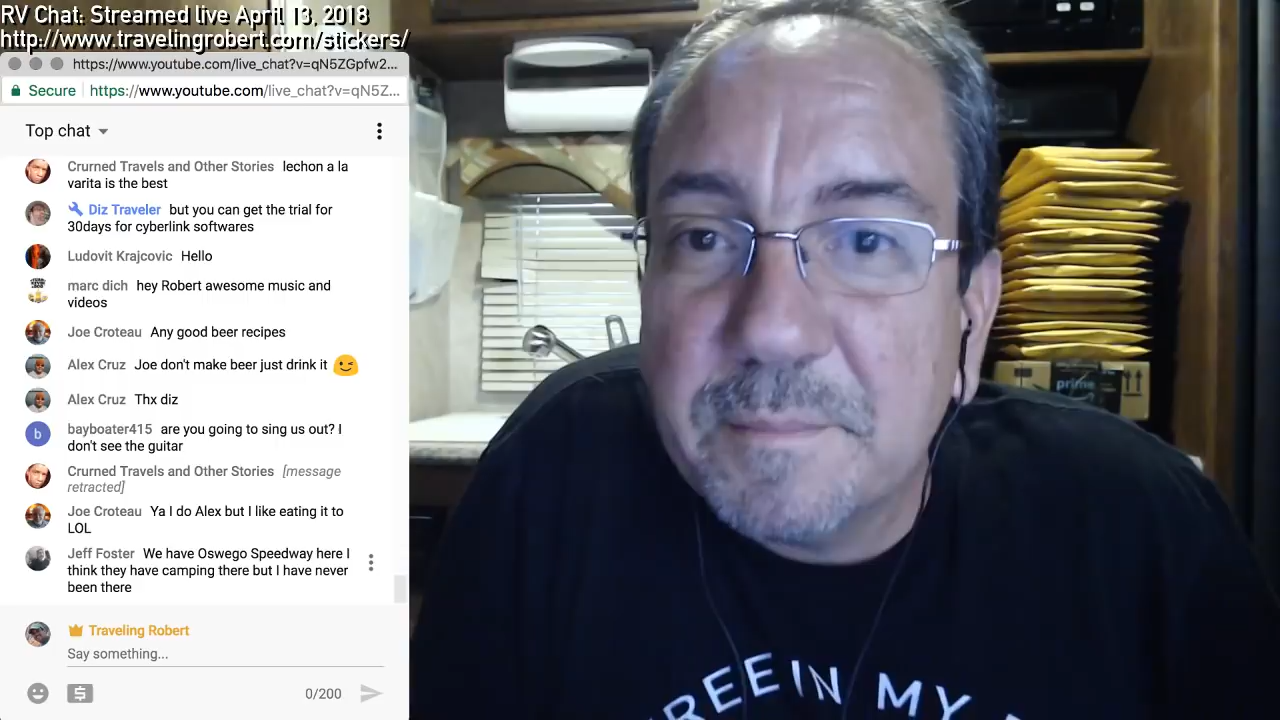 RV Chat: Streamed live April 13, 2018
http://www.travelingrobert.com/stickers/
https://www.youtube.com/live_chat?v=qN5ZGpfw2...
Secure https://www.youtube.com/live_chat?v=qN5Z...
Top chat
Crurned Travels and Other Stories lechon a la
varita is the best
Diz Traveler but you can get the trial for
30days for cyberlink softwares
Ludovit Krajcovic Hello
marc dich hey Robert awesome music and
videos
Joe Croteau Any good beer recipes
Alex Cruz Joe don't make beer just drink it 😉
Alex Cruz Thx diz
b
bayboater415 are you going to sing us out? I
don't see the guitar
Crurned Travels and Other Stories [message
retracted]
Joe Croteau Ya I do Alex but I like eating it to
LOL
Jeff Foster We have Oswego Speedway here I
think they have camping there but I have never
been there
Traveling Robert
Say something...
0/200
prime
REE IN MY